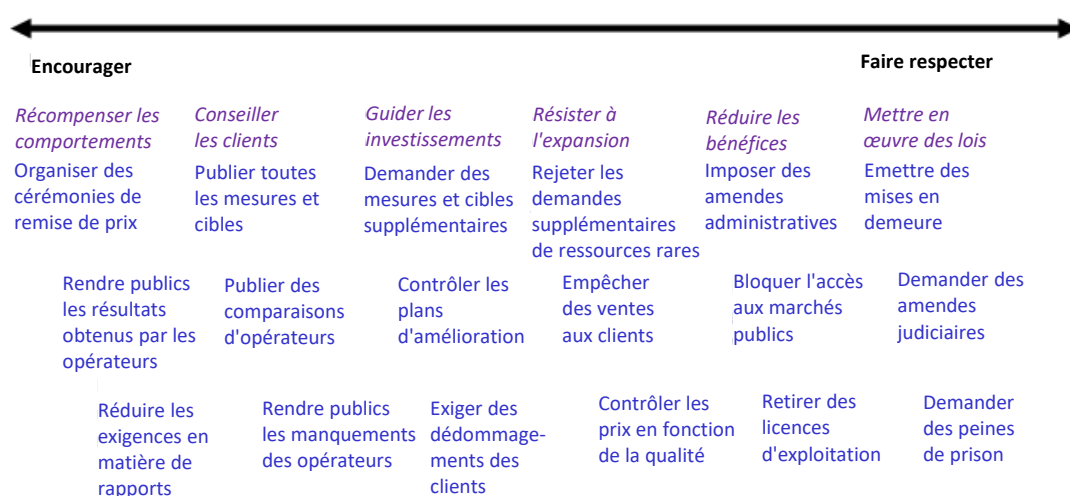 Encourager
Faire respecter
Récompenser les
comportements
Organiser des
cérémonies de
remise de prix
Conseiller
les clients
Publier toutes
les mesures et
cibles
Guider les
investissements
Demander des
mesures et cibles
supplémentaires
Résister à
l'expansion
Rejeter les
demandes
supplémentaires
de ressources rares
Réduire les
bénéfices
Imposer des
amendes
administratives
Mettre en
œuvre des lois
Emettre des
mises en
demeure
Rendre publics
les résultats
obtenus par les
opérateurs
Publier des
comparaisons
d'opérateurs
Contrôler les
plans
d'amélioration
Empêcher
des ventes
aux clients
Bloquer l'accès
aux marchés
publics
Demander des
amendes
judiciaires
Réduire les
exigences en
matière de
rapports
Rendre publics
les manquements
des opérateurs
Exiger des
dédommage-
ments des
clients
Contrôler les
prix en fonction
de la qualité
Retirer des
licences
d'exploitation
Demander
des peines
de prison